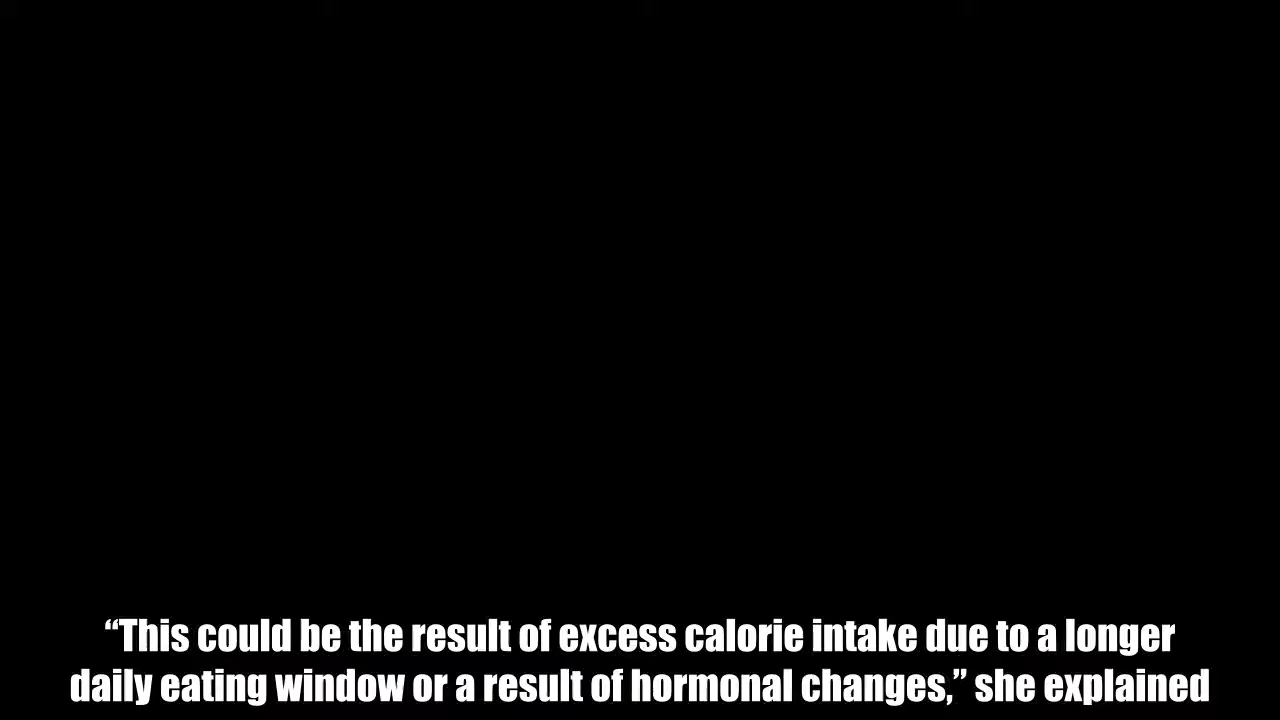 “This could be the result of excess calorie intake due to a longer
daily eating window or a result of hormonal changes,” she explained